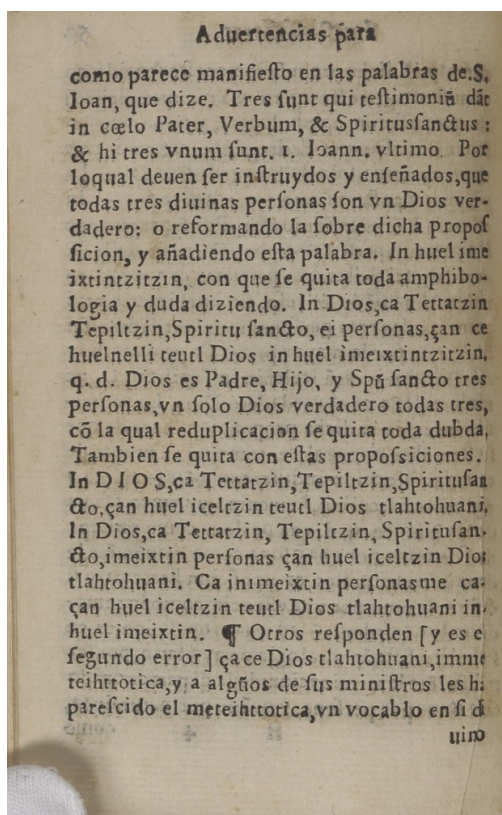 Aduertencias p̃ara
como parece manifieſto en las palabras de.S.
Ioan, que dize. Tres ſunt qui teſtimoniũ dãt
in cœlo Pater, Verbum, & Spirituſſanctus :
& hi tres vnum ſunt. 1. Ioann. vltimo. Por
loqual deuen ſer inſtruydos y enſeñados,que
todas tres diuinas perſonas ſon vn Dios ver-
dadero: o reformando la ſobre dicha propoſ
ſicion, y añadiendo eſta palabra. In huel ime
ixtintzitzin, con que ſe quita toda amphibo-
logia y duda diziendo. In Dios,ca Tettatzin
Tepiltzin,Spiritu ſancto, ei perſonas,çan ce
huelnelli teutl Dios in huel imeixtintzitzin.
q. d. Dios es Padre, Hijo, y Spũ ſancto tres
perſonas,vn ſolo Dios verdadero todas tres,
cõ la qual reduplicacion ſe quita toda dubda.
Tambien ſe quita con eſtas propoſsiciones.
In DIOS,ca Tettatzin,Tepiltzin,Spirituſan
cto,çan huel iceltzin teutl Dios tlahtohuani.
In Dios,ca Tettatzin, Tepiltzin, Spirituſan-
cto,imeixtin perſonas çan huel iceltzin Dios
tlahtohuani. Ca inimeixtin perſonasme ca-
çan huel iceltzin teutl Dios tlahtohuani in-
huel imeixtin. ¶ Otros reſponden [y es e
ſegundo error] ça ce Dios tlahtohuani,imme
teihttotica,y a algũos de ſus miniſtros les ha
pareſcido el meteihttotica,vn vocablo en ſi di
uino